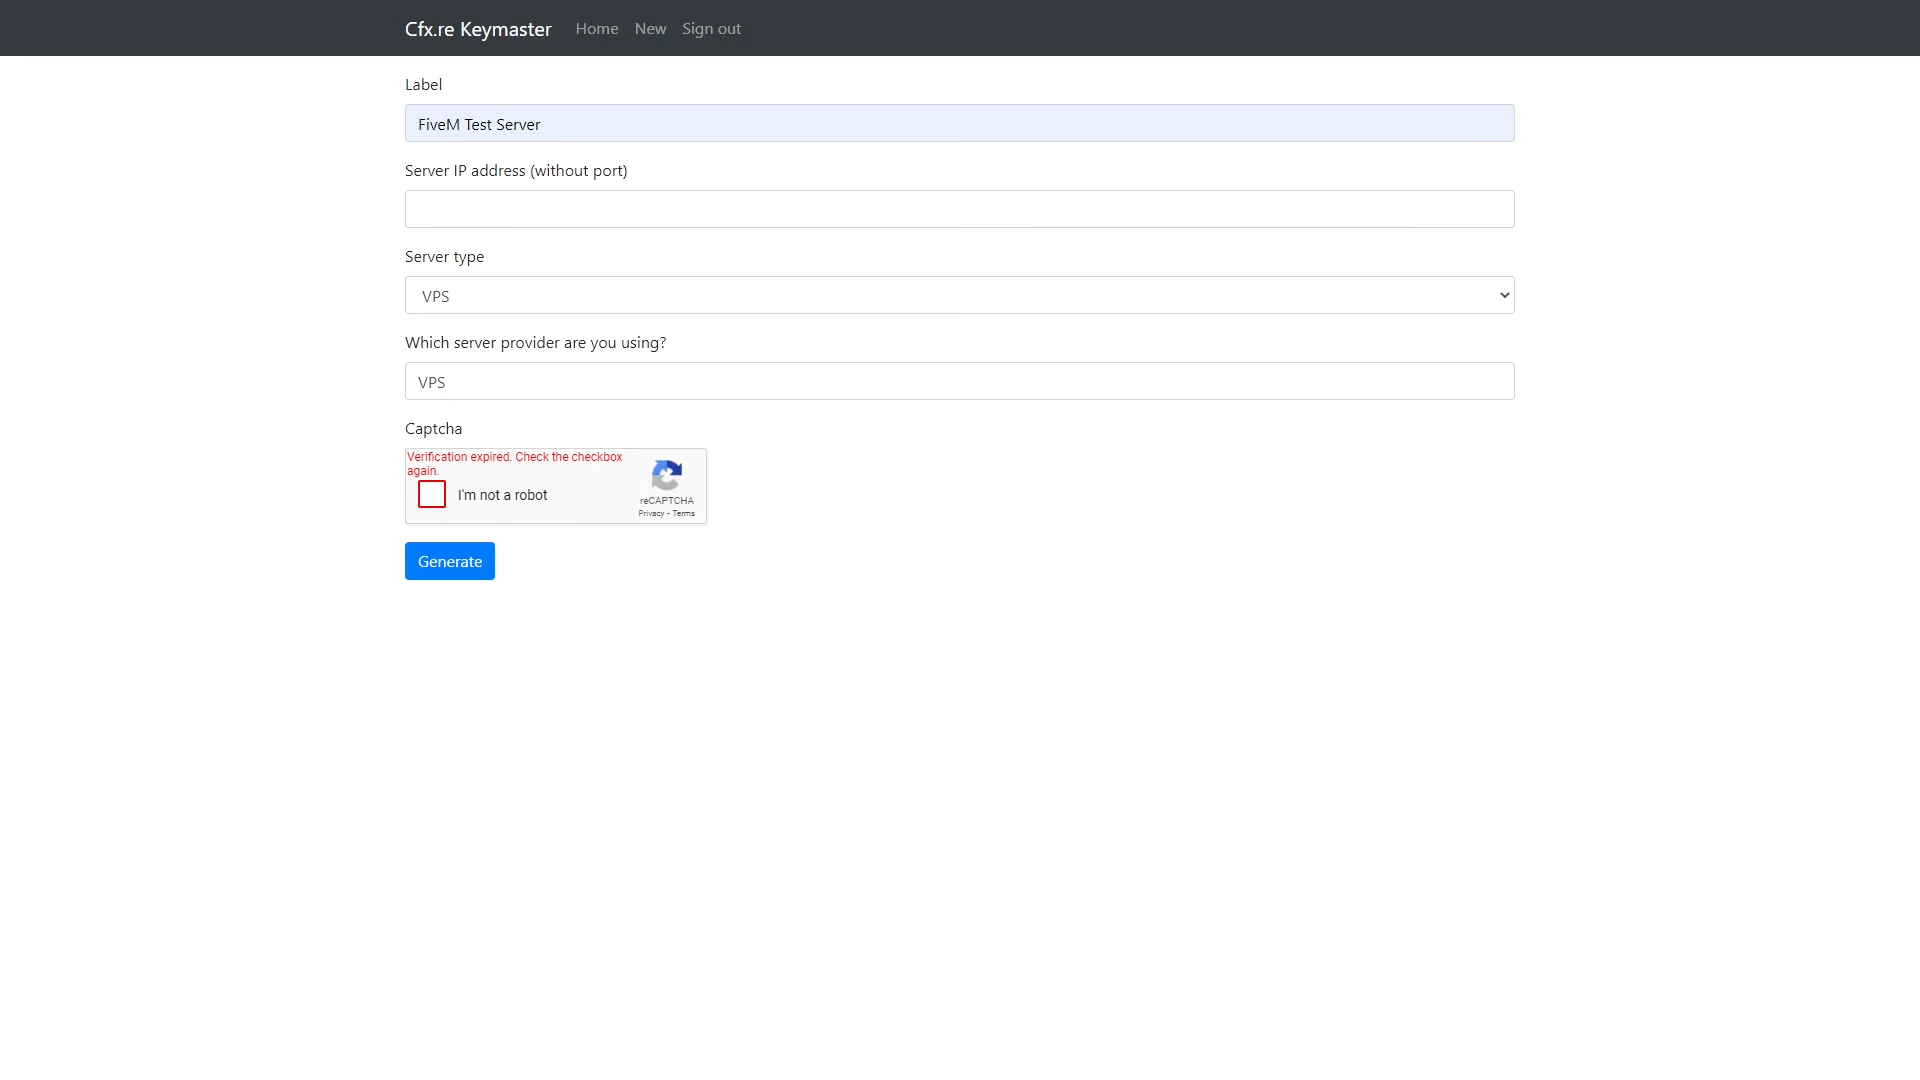 Cfx.re Keymaster Home New Sign out
Label
FiveM Test Server
Server IP address (without port)
Server type
VPS
Which server provider are you using?
VPS
Captcha
Verification expired. Check the checkbox
again.
I'm not a robot
reCAPTCHA
Privacy - Terms
Generate